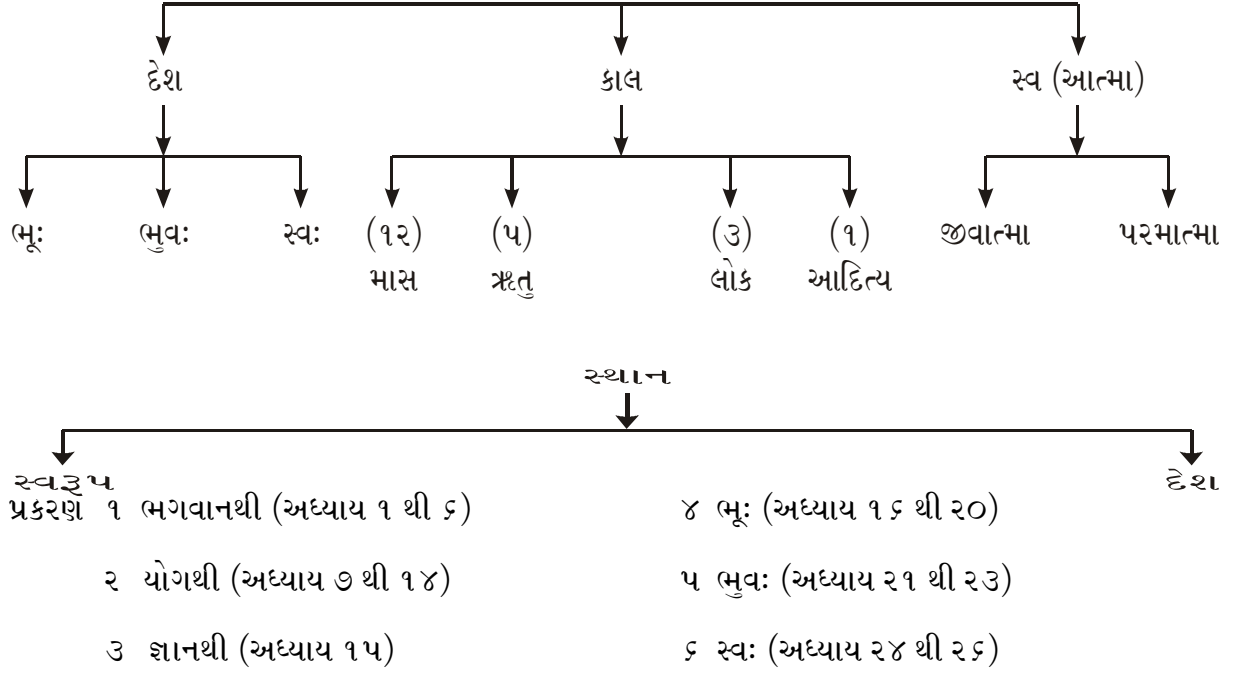 દેશ કાલ સ્વ (આત્મા)
ભૂઃ ભુવઃ સ્વઃ (૧૨) (૫) (૩) (૧) જીવાત્મા પરમાત્મા
માસ ઋતુ લોક આદિત્ય
સ્થાન
સ્વરૂપ દેશ
પ્રકરણ ૧ ભગવાનથી (અધ્યાય ૧ થી ૬) ૪ ભૂઃ (અધ્યાય ૧૬ થી ૨૦)
૨ યોગથી (અધ્યાય ૭ થી ૧૪) ૫ ભુવઃ (અધ્યાય ૨૧ થી ૨૩)
૩ જ્ઞાનથી (અધ્યાય ૧૫) ૬ સ્વઃ (અધ્યાય ૨૪ થી ૨૬)